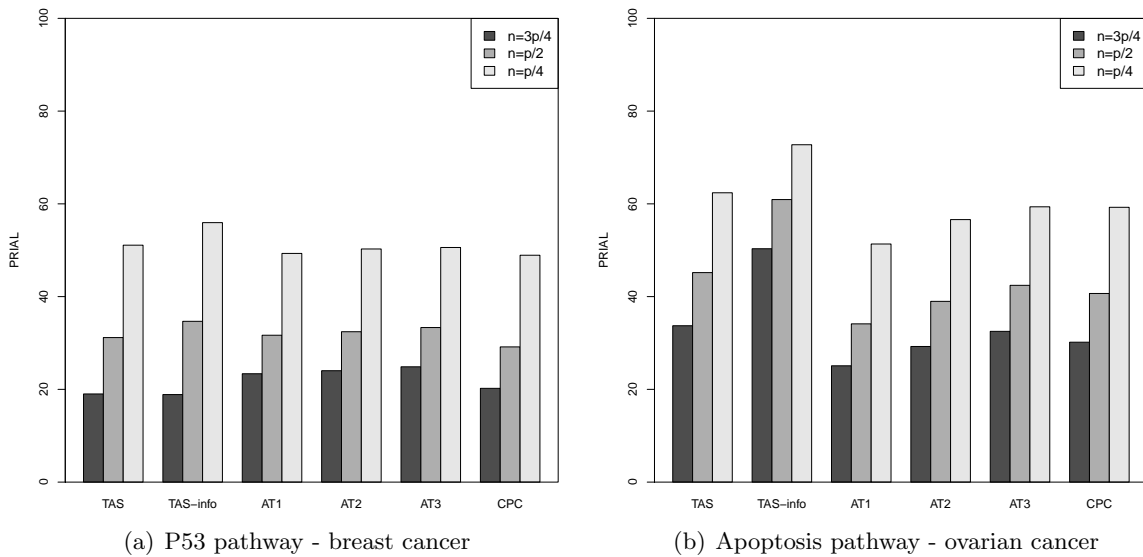 PRIAL
0
20
40
60
80
100
n=3p/4
n=p/2
n=p/4
TAS
TAS−info
AT1
AT2
AT3
CPC
(a) P53 pathway - breast cancer
PRIAL
0
20
40
60
80
100
n=3p/4
n=p/2
n=p/4
TAS
TAS−info
AT1
AT2
AT3
CPC
(b) Apoptosis pathway - ovarian cancer